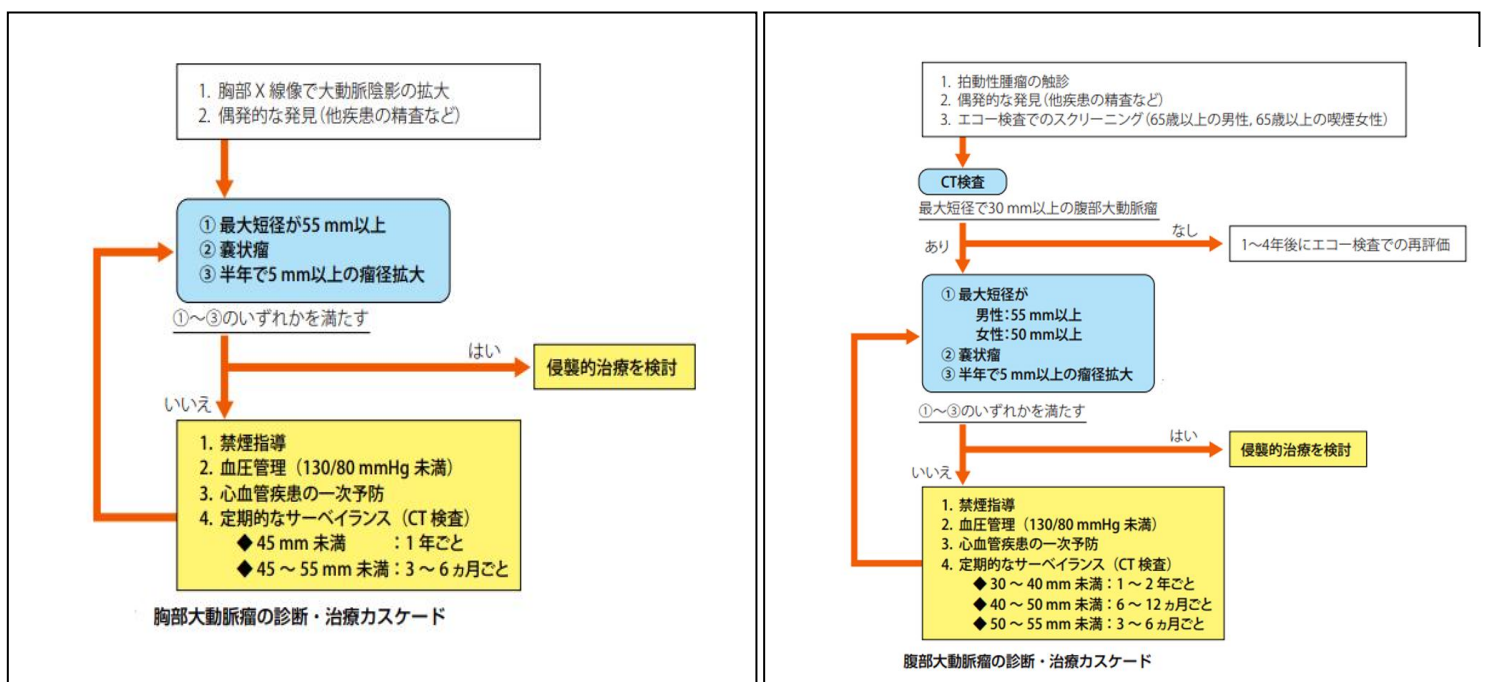 1. 胸部 X 線像で大動脈陰影の拡大
2. 偶発的な発見（他疾患の精査など）
① 最大短径が55 mm以上
② 嚢状瘤
③ 半年で5 mm以上の瘤径拡大
①～③のいずれかを満たす
はい
侵襲的治療を検討
いいえ
1. 禁煙指導
2. 血圧管理（130/80 mmHg 未満）
3. 心血管疾患の一次予防
4. 定期的なサーベイランス（CT 検査）
◆ 45 mm 未満 ：1 年ごと
◆ 45 ～ 55 mm 未満：3 ～ 6 ヵ月ごと
胸部大動脈瘤の診断・治療カスケード
1. 拍動性腫瘤の触診
2. 偶発的な発見（他疾患の精査など）
3. エコー検査でのスクリーニング（65歳以上の男性, 65歳以上の喫煙女性）
CT検査
最大短径で30 mm以上の腹部大動脈瘤
なし
あり
1～4年後にエコー検査での再評価
① 最大短径が
男性：55 mm以上
女性：50 mm以上
② 嚢状瘤
③ 半年で5 mm以上の瘤径拡大
①～③のいずれかを満たす
はい
侵襲的治療を検討
いいえ
1. 禁煙指導
2. 血圧管理（130/80 mmHg 未満）
3. 心血管疾患の一次予防
4. 定期的なサーベイランス（CT 検査）
◆ 30 ～ 40 mm 未満：1 ～ 2 年ごと
◆ 40 ～ 50 mm 未満：6 ～ 12 ヵ月ごと
◆ 50 ～ 55 mm 未満：3 ～ 6 ヵ月ごと
腹部大動脈瘤の診断・治療カスケード